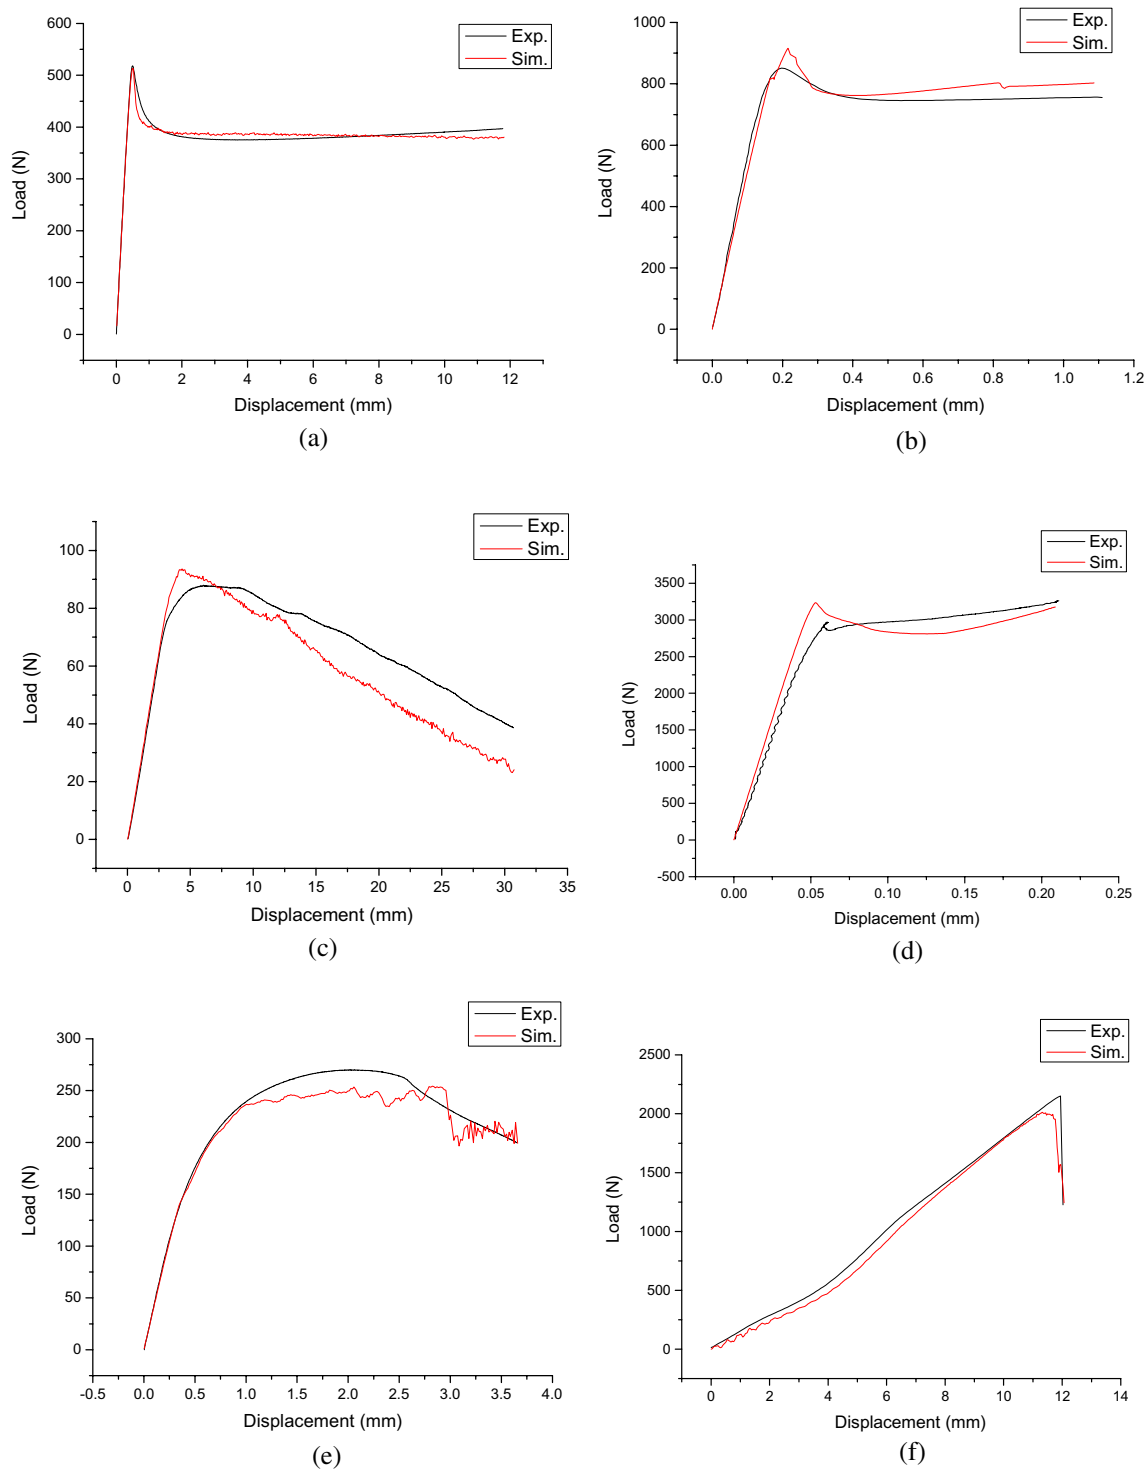 600
500
400
300
200
100
0
0 2 4 6 8 10 12
Load (N)
Displacement (mm)
Exp.
Sim.
(a)
1000
800
600
400
200
0
0.0 0.2 0.4 0.6 0.8 1.0 1.2
Load (N)
Displacement (mm)
Exp.
Sim.
(b)
100
80
60
40
20
0
0 5 10 15 20 25 30 35
Load (N)
Displacement (mm)
Exp.
Sim.
(c)
3500
3000
2500
2000
1500
1000
500
0
-500
0.00 0.05 0.10 0.15 0.20 0.25
Load (N)
Displacement (mm)
Exp.
Sim.
(d)
300
250
200
150
100
50
0
-0.5 0.0 0.5 1.0 1.5 2.0 2.5 3.0 3.5 4.0
Load (N)
Displacement (mm)
Exp.
Sim.
(e)
2500
2000
1500
1000
500
0
0 2 4 6 8 10 12 14
Load (N)
Displacement (mm)
Exp.
Sim.
(f)